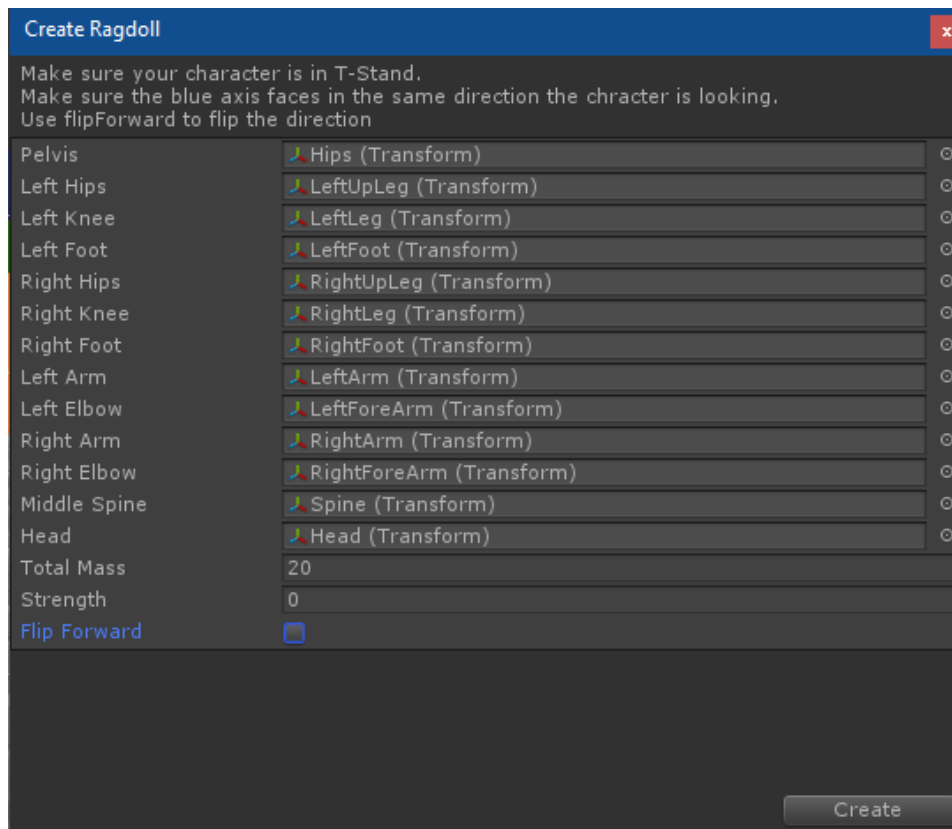 Create Ragdoll
x
Make sure your character is in T-Stand.
Make sure the blue axis faces in the same direction the chracter is looking.
Use flipForward to flip the direction
Pelvis Hips (Transform)
Left Hips LeftUpLeg (Transform)
Left Knee LeftLeg (Transform)
Left Foot LeftFoot (Transform)
Right Hips RightUpLeg (Transform)
Right Knee RightLeg (Transform)
Right Foot RightFoot (Transform)
Left Arm LeftArm (Transform)
Left Elbow LeftForeArm (Transform)
Right Arm RightArm (Transform)
Right Elbow RightForeArm (Transform)
Middle Spine Spine (Transform)
Head Head (Transform)
Total Mass 20
Strength 0
Flip Forward
Create